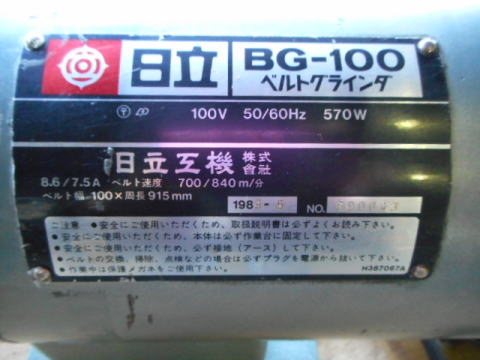 日立
BG-100
ベルトグラインダ
100V 50/60Hz 570W
日立工機 株式會社
8.6/7.5A ベルト速度 700/840m/分
ベルト幅 100×周長915mm
198 NO.
ご注意 ●安全にご使用いただくため、取扱説明書は必ずよくお読み下さい。
●安全にご使用いただくため、本体は必ず作業台に固定して下さい。
●安全にご使用いただくため、必ず接地(アース)して下さい。
●ベルトの交換、掃除、点検などの場合は必ずプラグを電源から抜いて下さい。
●作業中は保護メガネをご使用下さい。
H387067A